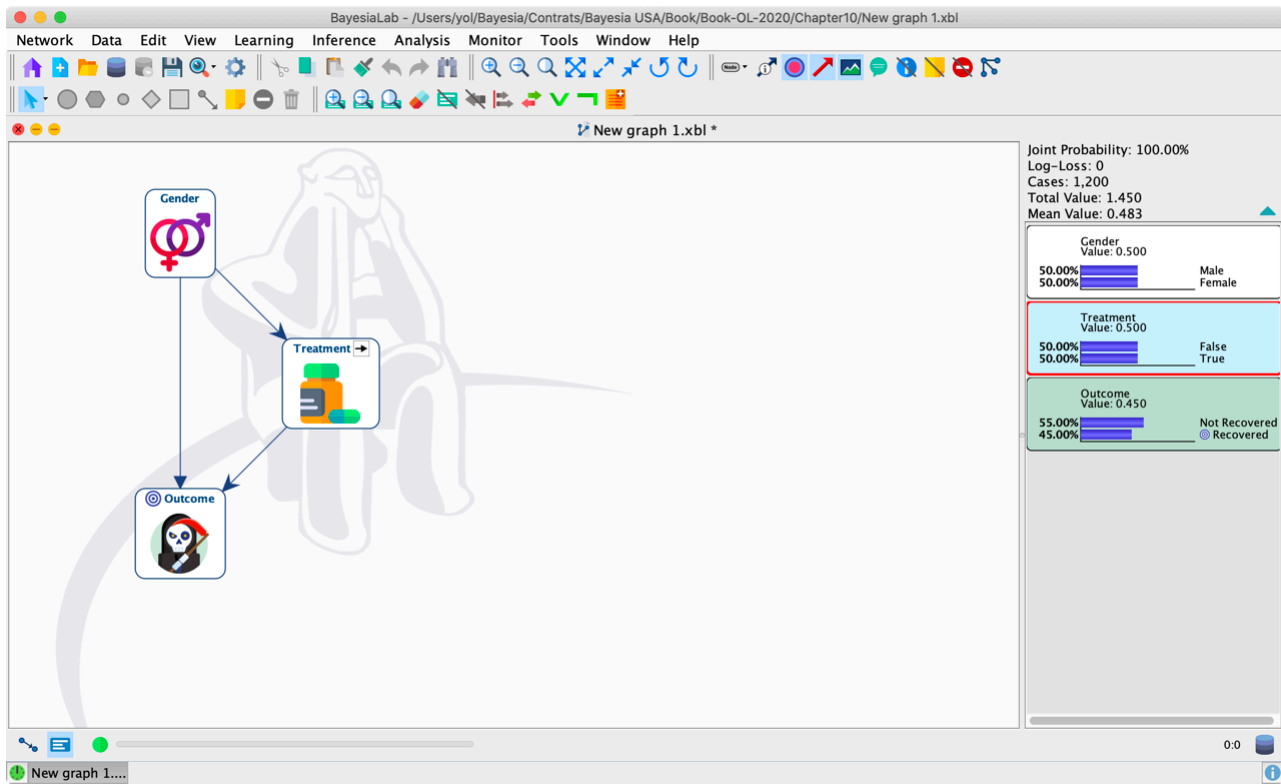 BayesiaLab - /Users/yol/Bayesia/Contrats/Bayesia USA/Book/Book-OL-2020/Chapter10/New graph 1.xbl
Network Data Edit View Learning Inference Analysis Monitor Tools Window Help
New graph 1.xbl *
Joint Probability: 100.00%
Log-Loss: 0
Cases: 1,200
Total Value: 1.450
Mean Value: 0.483
Gender
Treatment
Outcome
Gender
Value: 0.500
50.00% Male
50.00% Female
Treatment
Value: 0.500
50.00% False
50.00% True
Outcome
Value: 0.450
55.00% Not Recovered
45.00% Recovered
0:0
New graph 1....